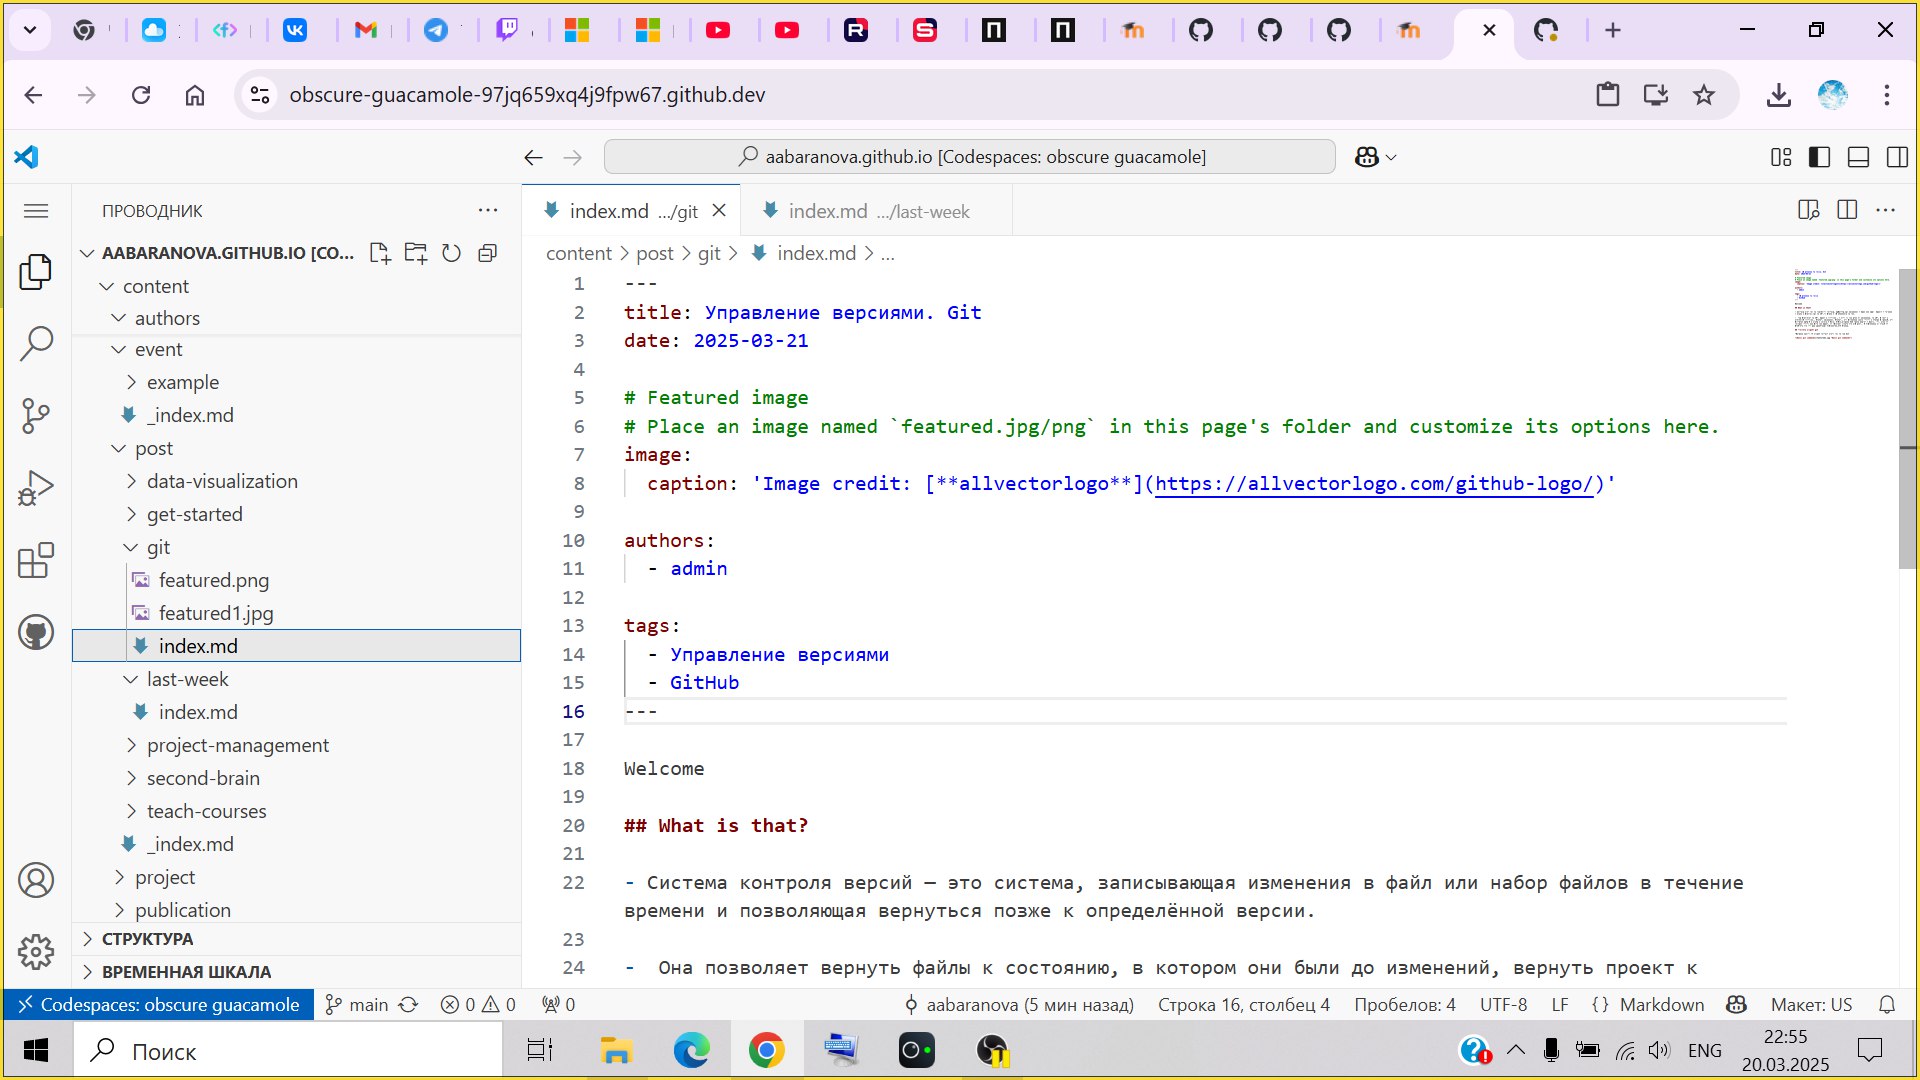 obscure-guacamole-97jq659xq4j9fpw67.github.dev
aabaranova.github.io [Codespaces: obscure guacamole]
ПРОВОДНИК
AABARANOVA.GITHUB.IO [CO...
content
authors
event
example
_index.md
post
data-visualization
get-started
git
featured.png
featured1.jpg
index.md
last-week
index.md
project-management
second-brain
teach-courses
_index.md
project
publication
СТРУКТУРА
ВРЕМЕННАЯ ШКАЛА
index.md .../git
index.md .../last-week
content > post > git > index.md > ...
1 ---
2 title: Управление версиями. Git
3 date: 2025-03-21
4
5 # Featured image
6 # Place an image named `featured.jpg/png` in this page's folder and customize its options here.
7 image:
8 caption: 'Image credit: [**allvectorlogo**](https://allvectorlogo.com/github-logo/)'
9
10 authors:
11 - admin
12
13 tags:
14 - Управление версиями
15 - GitHub
16 ---
17
18 Welcome
19
20 ## What is that?
21
22 - Система контроля версий — это система, записывающая изменения в файл или набор файлов в течение
времени и позволяющая вернуться позже к определённой версии.
23
24 - Она позволяет вернуть файлы к состоянию, в котором они были до изменений, вернуть проект к
Codespaces: obscure guacamole main 0 0 0 aabaranova (5 мин назад) Строка 16, столбец 4 Пробелов: 4 UTF-8 LF {} Markdown Макет: US
Поиск
ENG
22:55
20.03.2025